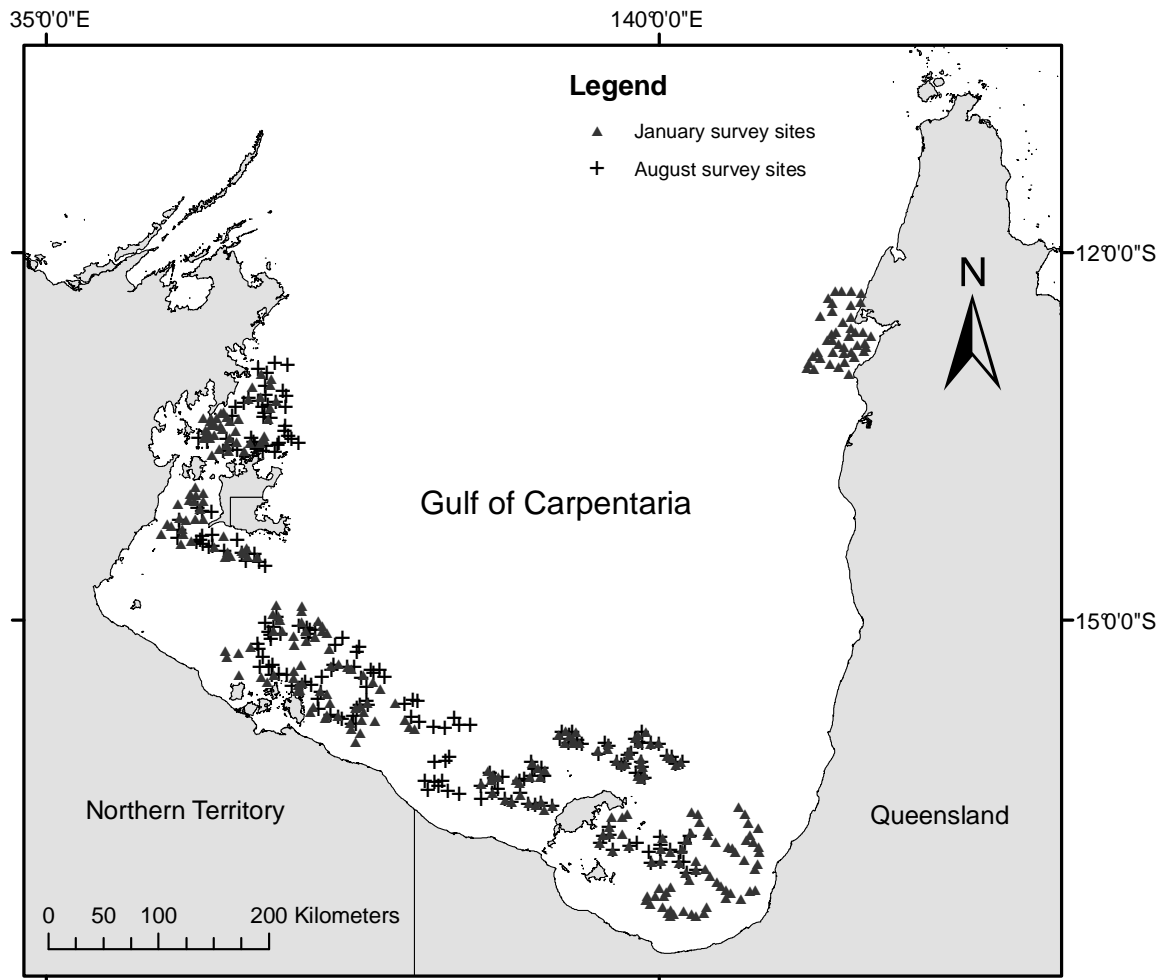 35°0'0"E 140°0'0"E
Legend
January survey sites
August survey sites
12°0'0"S
N
Gulf of Carpentaria
15°0'0"S
Northern Territory
Queensland
0 50 100 200 Kilometers